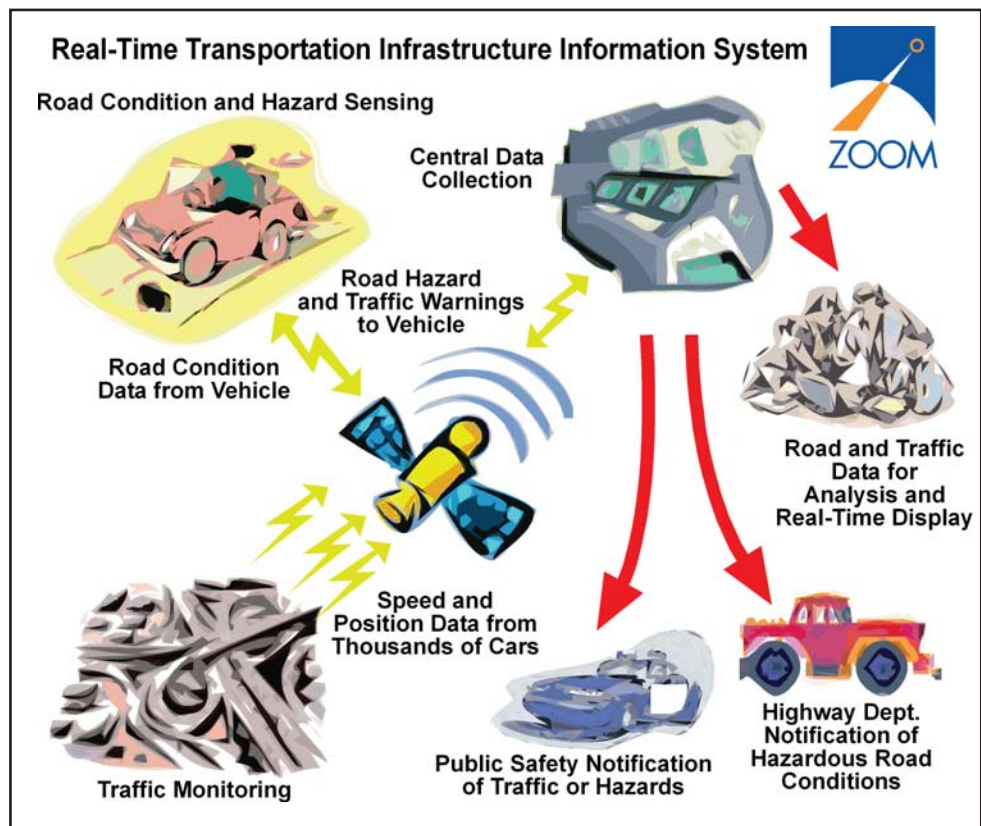 Real-Time Transportation Infrastructure Information System
ZOOM
Road Condition and Hazard Sensing
Central Data
Collection
Road Hazard
and Traffic Warnings
to Vehicle
Road Condition
Data from Vehicle
Road and Traffic
Data for
Analysis and
Real-Time Display
Speed and
Position Data from
Thousands of Cars
Traffic Monitoring
Public Safety Notification
of Traffic or Hazards
Highway Dept.
Notification of
Hazardous Road
Conditions